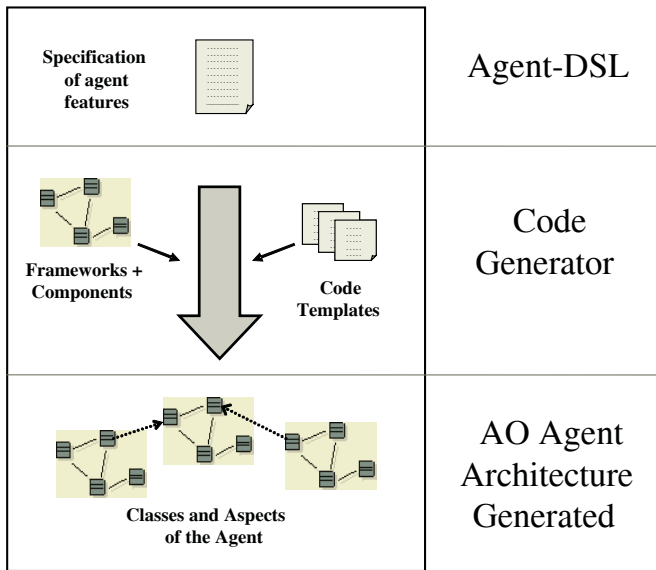 Specification
of agent
features
Agent-DSL
Frameworks +
Components
Code
Templates
Code
Generator
Classes and Aspects
of the Agent
AO Agent
Architecture
Generated